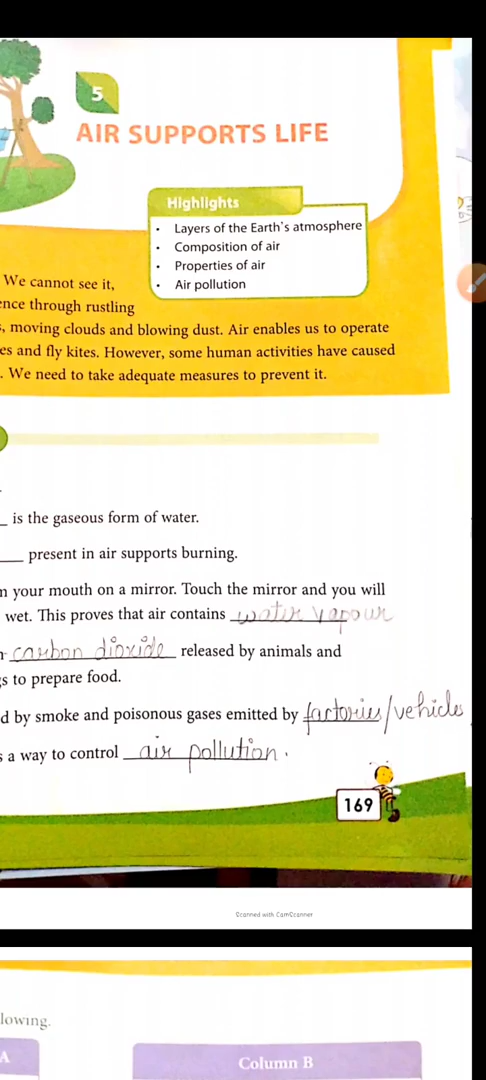 5
AIR SUPPORTS LIFE
Highlights
• Layers of the Earth's atmosphere
• Composition of air
• Properties of air
• Air pollution
We cannot see it,
ence through rustling
s, moving clouds and blowing dust. Air enables us to operate
es and fly kites. However, some human activities have caused
. We need to take adequate measures to prevent it.
_ is the gaseous form of water.
___ present in air supports burning.
m your mouth on a mirror. Touch the mirror and you will
wet. This proves that air contains water vapour
carbon dioxide released by animals and
s to prepare food.
d by smoke and poisonous gases emitted by factories/vehicles
s a way to control air pollution.
169
Scanned with CamScanner
lowing.
A
Column B